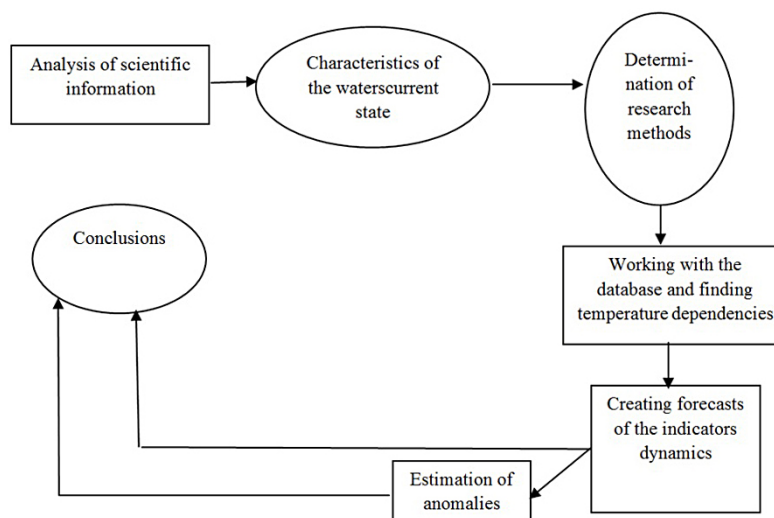 Analysis of scientific
information
Characteristics of
the waterscurrent
state
Determi-
nation of
research
methods
Working with the
database and finding
temperature dependencies
Creating forecasts
of the indicators
dynamics
Estimation of
anomalies
Conclusions